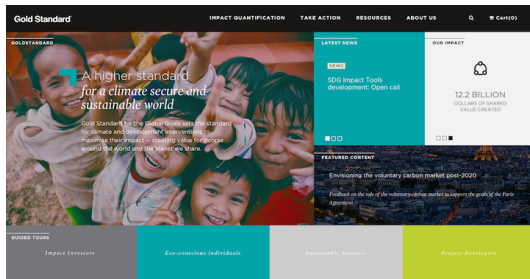 Gold Standard
IMPACT QUANTIFICATION TAKE ACTION RESOURCES ABOUT US Cart(0)
GOLDSTANDARD
A higher standard
for a climate secure and
sustainable world
Gold Standard for the Global Goals sets the standard
for climate and development interventions to
maximise their impact — creating value for people
around the world and the planet we share.
LATEST NEWS
NEWS
SDG Impact Tools
development: Open call
OUR IMPACT
12.2 BILLION
DOLLARS OF SHARED
VALUE CREATED
FEATURED CONTENT
Envisioning the voluntary carbon market post-2020
Feedback on the role of the voluntary carbon market to support the goals of the Paris
Aftermath
GUIDED TOURS
Impact Investors
Eco-conscious individuals
Sustainable Business
Project Developers